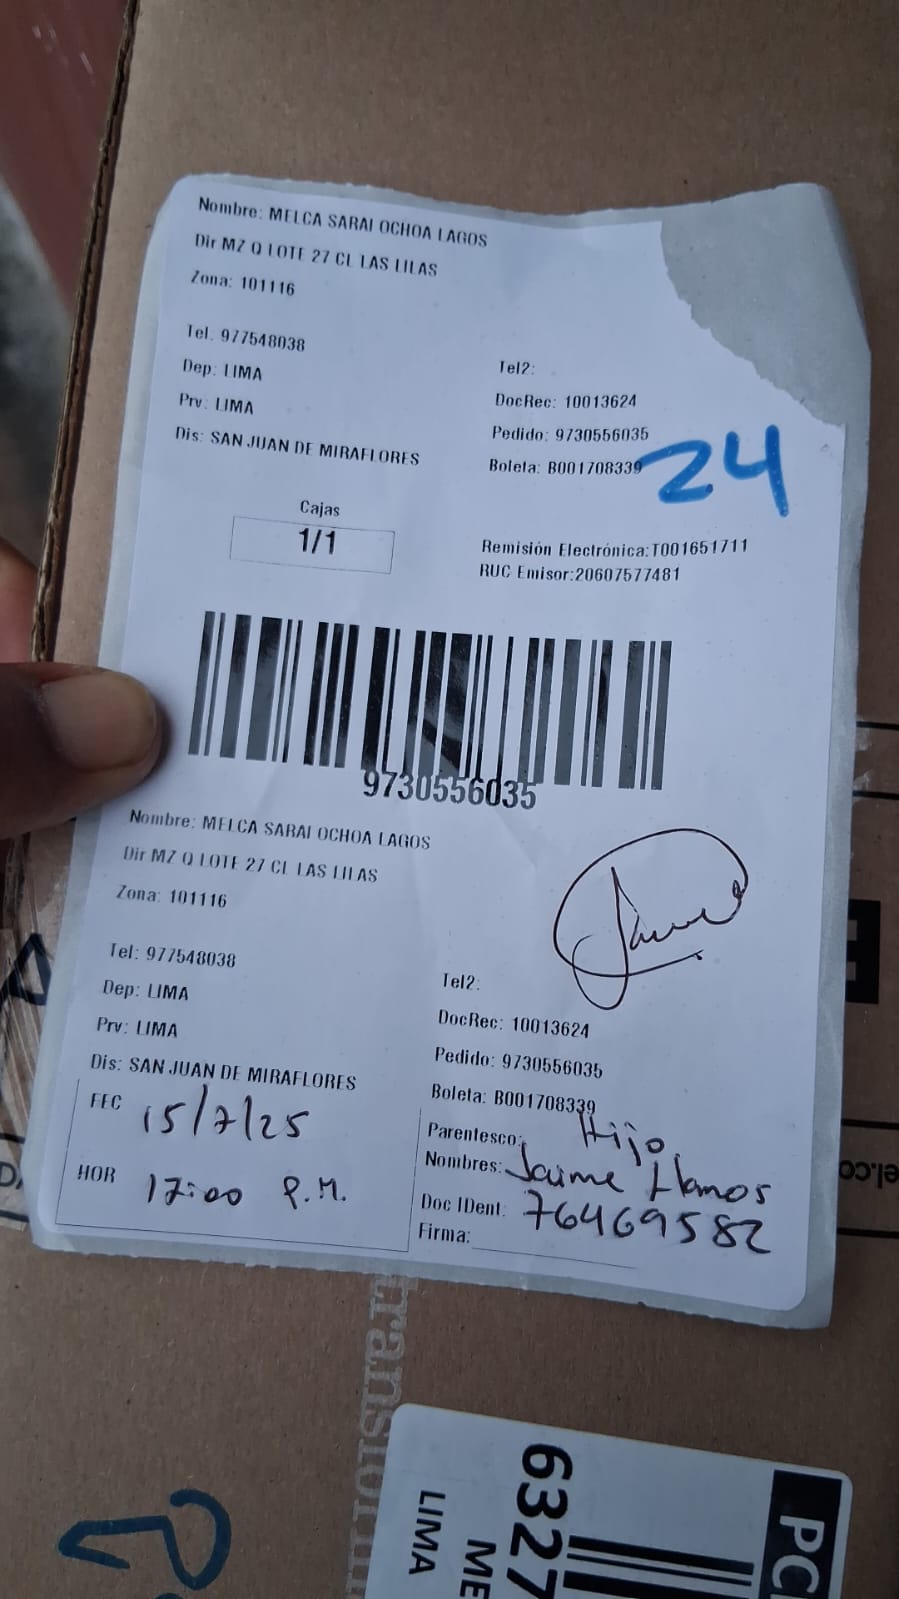 Nombre: MELCA SARAI OCHOA LAGOS
Dir MZ Q LOTE 27 CL LAS LILAS
Zona: 101116
Tel. 977548038
Dep: LIMA
Prv: LIMA
Dis: SAN JUAN DE MIRAFLORES
Tel2:
DocRec: 10013624
Pedido: 9730556035
Boleta: B001708339
24
Cajas
1/1
Remisión Electrónica:T001651711
RUC Emisor:20607577481
9730556035
Nombre: MELCA SARAI OCHOA LAGOS
Dir MZ Q LOTE 27 CL LAS LILAS
Zona: 101116
Tel: 977548038
Dep: LIMA
Prv: LIMA
Dis: SAN JUAN DE MIRAFLORES
FEC 15/7/25
HOR 17:00 P.M.
Tel2:
DocRec: 10013624
Pedido: 9730556035
Boleta: B001708339
Parentesco: Hijo
Nombres: Jaime Llamos
Doc IDent: 76469582
Firma:
6327
ME
LIMA